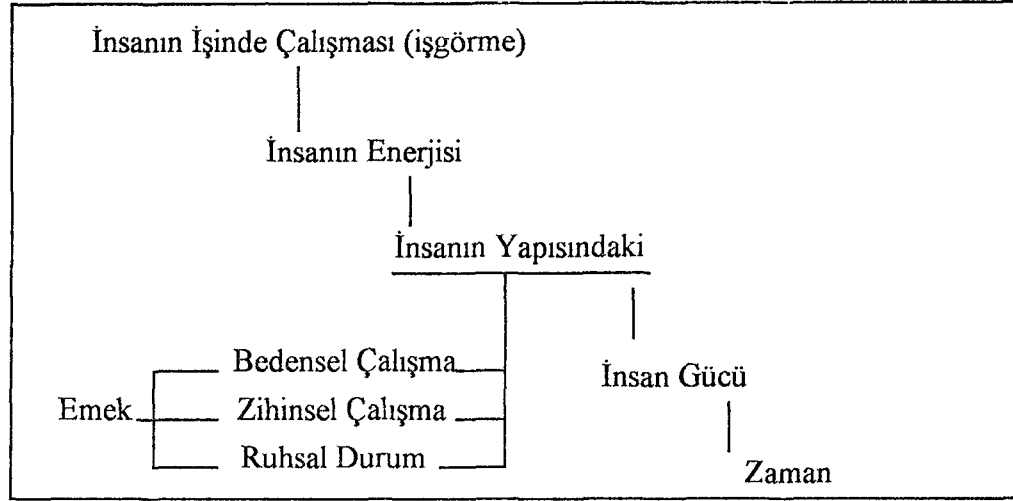 İnsanın İşinde Çalışması (işgörme)
İnsanın Enerjisi
İnsanın Yapısındaki
Bedensel Çalışma
İnsan Gücü
Emek
Zihinsel Çalışma
Ruhsal Durum
Zaman